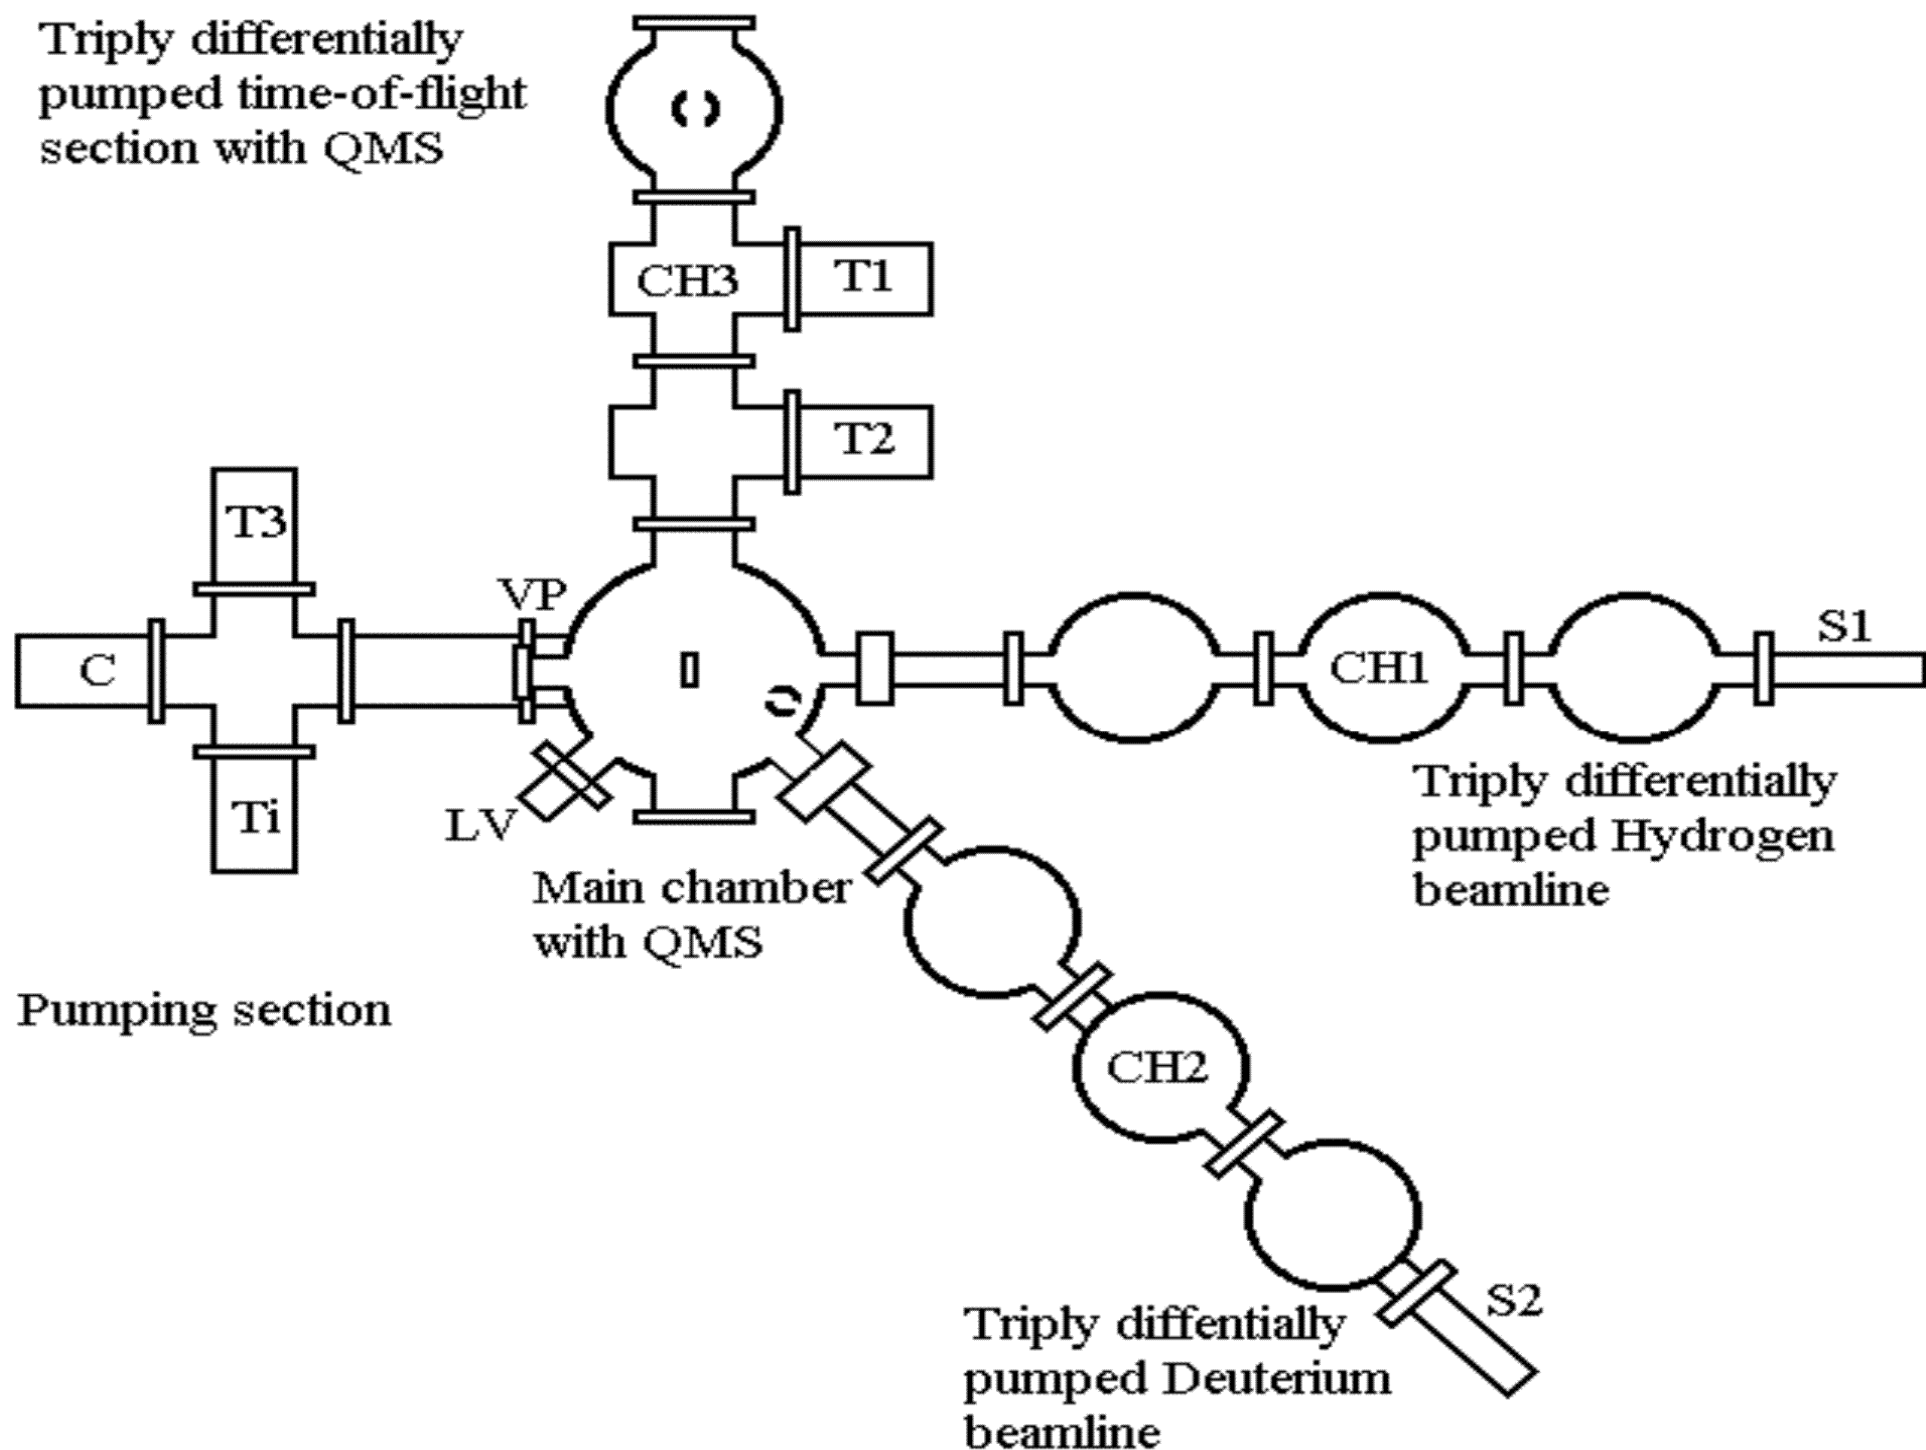 Triply differentially
pumped time-of-flight
section with QMS
CH3
T1
T2
T3
VP
C
Ti
LV
CH1
S1
Triply differentially
pumped Hydrogen
beamline
Main chamber
with QMS
Pumping section
CH2
S2
Triply diffentially
pumped Deuterium
beamline